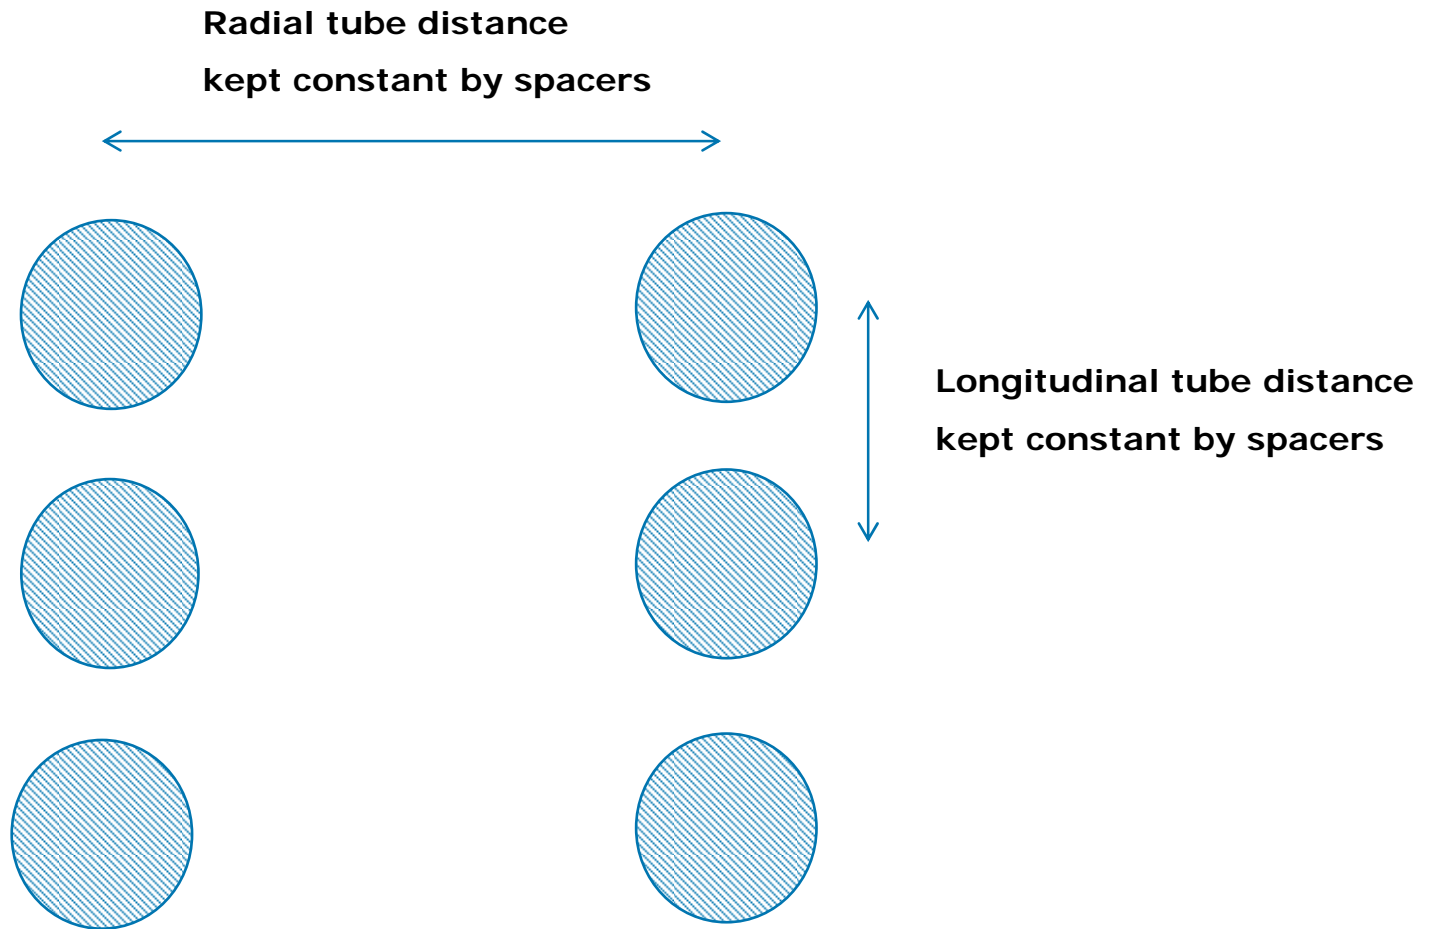 Radial tube distance
kept constant by spacers
Longitudinal tube distance
kept constant by spacers